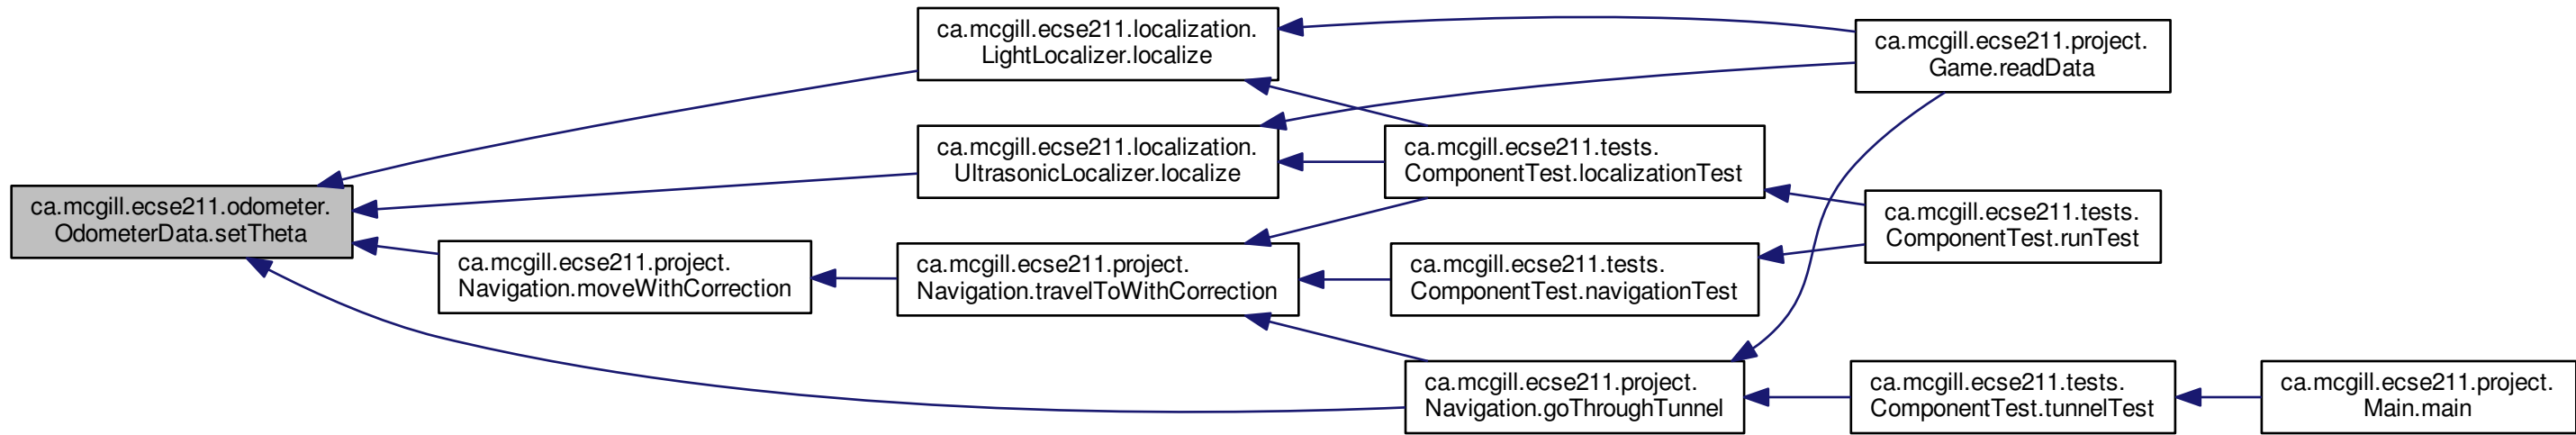 ca.mcgill.ecse211.odometer.
OdometerData.setTheta
ca.mcgill.ecse211.localization.
LightLocalizer.localize
ca.mcgill.ecse211.localization.
UltrasonicLocalizer.localize
ca.mcgill.ecse211.project.
Navigation.moveWithCorrection
ca.mcgill.ecse211.project.
Navigation.travelToWithCorrection
ca.mcgill.ecse211.tests.
ComponentTest.localizationTest
ca.mcgill.ecse211.tests.
ComponentTest.navigationTest
ca.mcgill.ecse211.project.
Navigation.goThroughTunnel
ca.mcgill.ecse211.project.
Game.readData
ca.mcgill.ecse211.tests.
ComponentTest.runTest
ca.mcgill.ecse211.tests.
ComponentTest.tunnelTest
ca.mcgill.ecse211.project.
Main.main